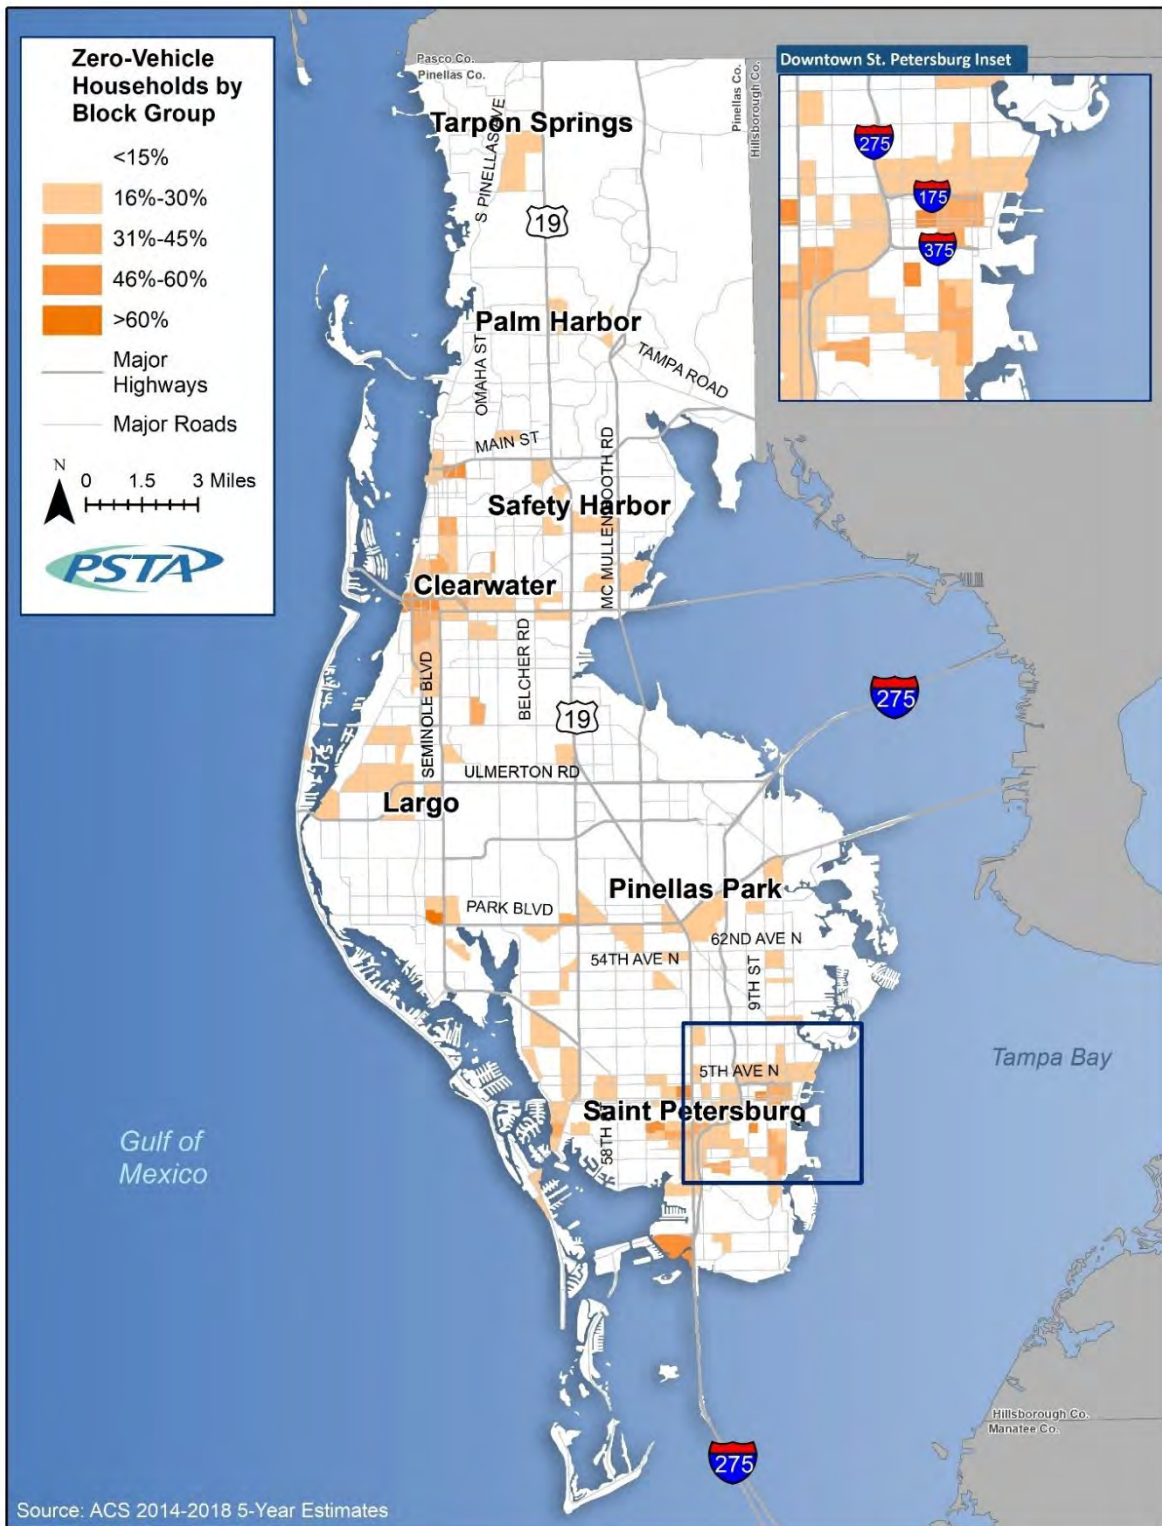 Zero-Vehicle
Households by
Block Group
<15%
16%-30%
31%-45%
46%-60%
>60%
Major
Highways
Major Roads
N
0 1.5 3 Miles
PSTA
Downtown St. Petersburg Inset
275
175
375
Pasco Co.
Pinellas Co.
Pinellas Co.
Hillsborough Co.
Tarpon Springs
S PINELLAS AVE
19
Palm Harbor
OMAHA ST
TAMPA ROAD
MAIN ST
Safety Harbor
MC MULLEN BOOTH RD
Clearwater
BELCHER RD
SEMINOLE BLVD
275
19
ULMERTON RD
Largo
Pinellas Park
PARK BLVD
62ND AVE N
54TH AVE N
9TH ST
5TH AVE N
Tampa Bay
Saint Petersburg
58TH
Gulf of
Mexico
Hillsborough Co.
Manatee Co.
275
Source: ACS 2014-2018 5-Year Estimates